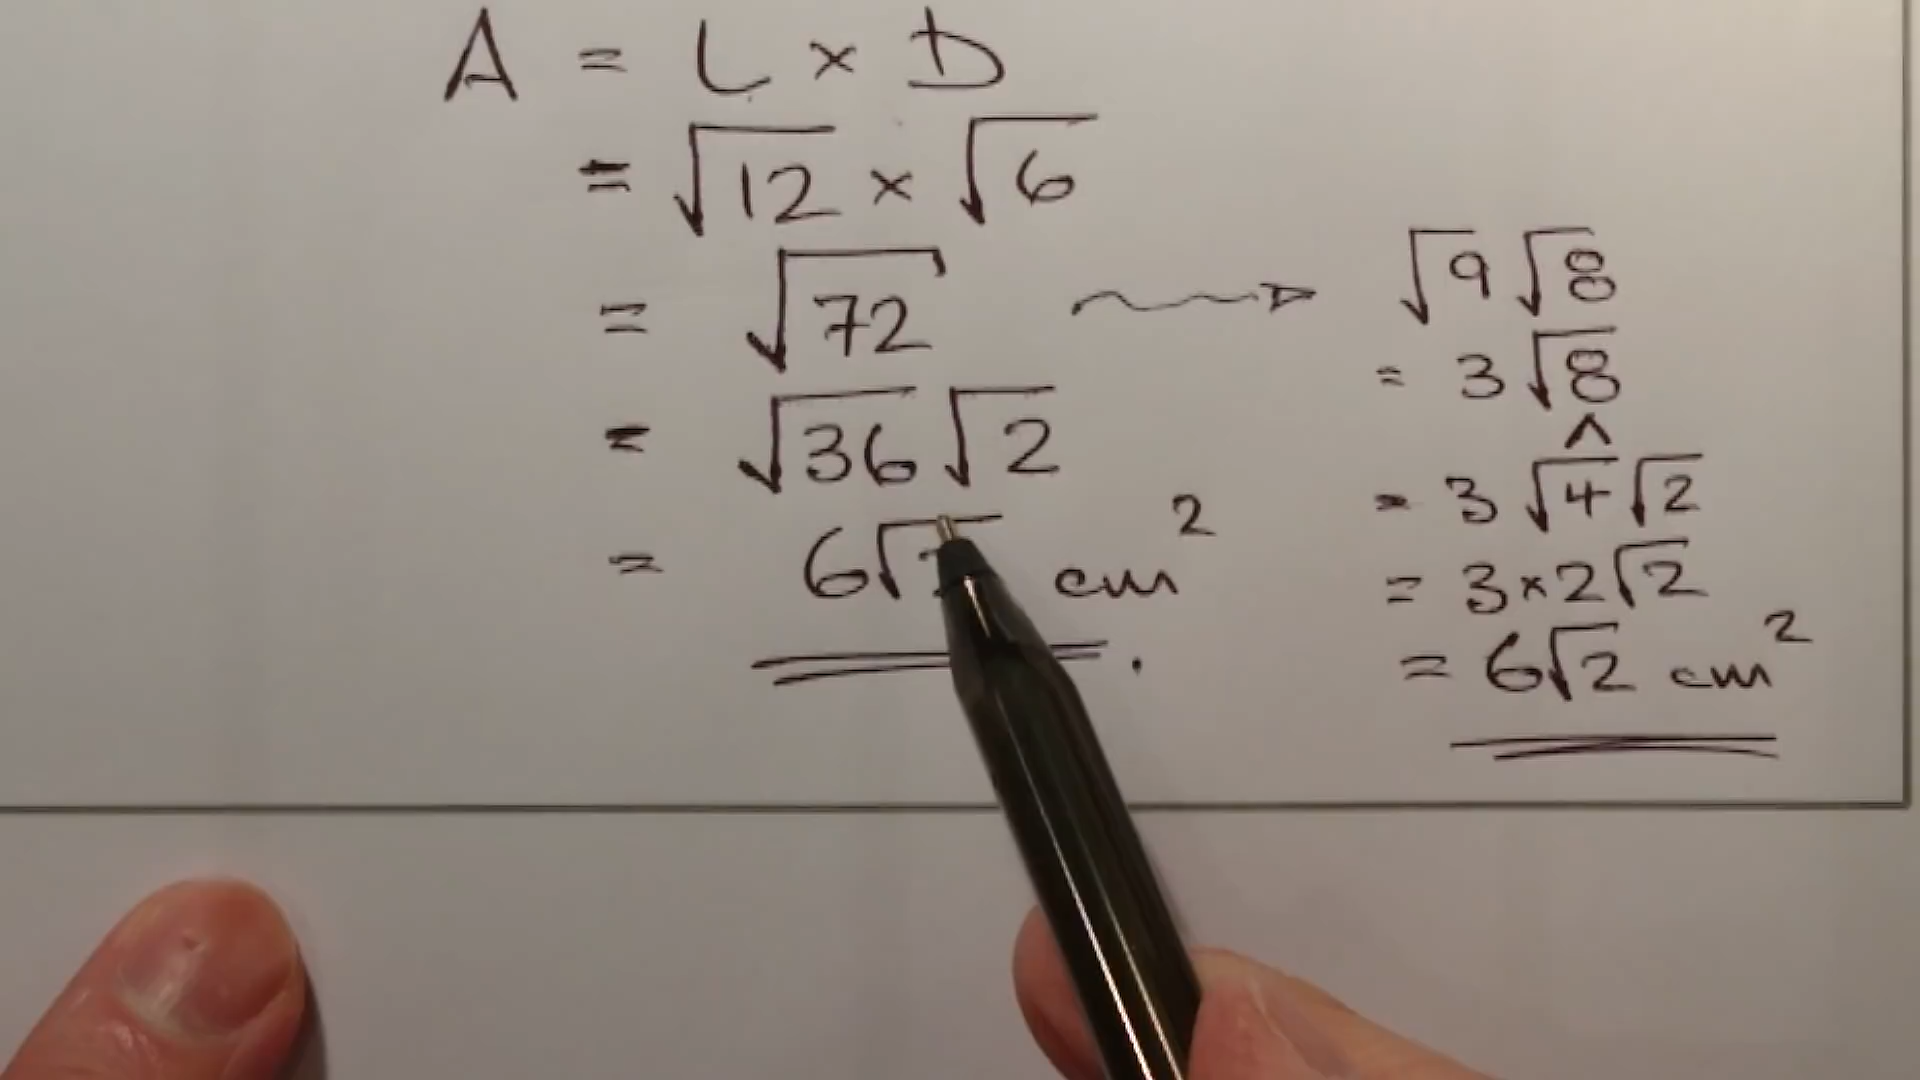 A = L × D
= √12 × √6
= √72
= √36 √2
= 6√ cm²
√9 √8
= 3 √8
= 3 √4 √2
= 3 × 2 √2
= 6√2 cm²